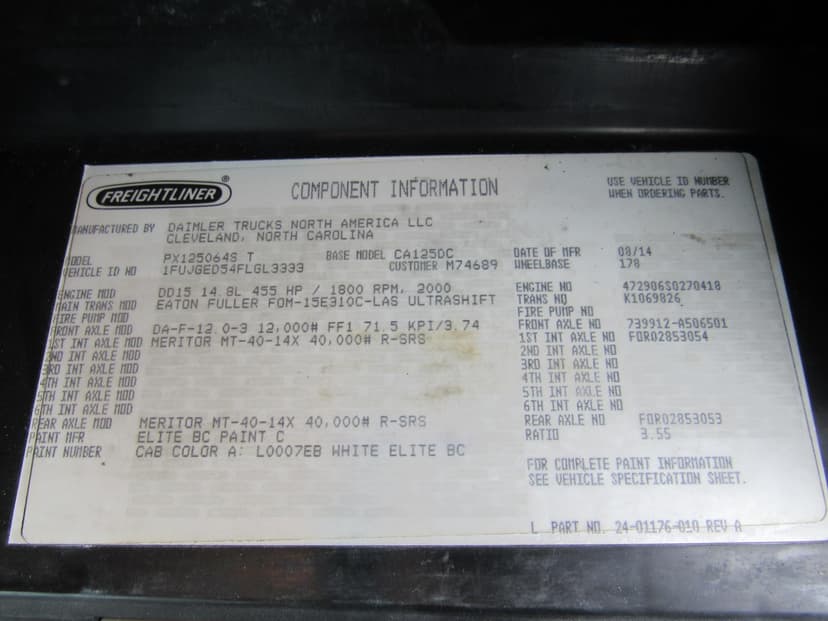 FREIGHTLINER ®
COMPONENT INFORMATION
USE VEHICLE ID NUMBER
WHEN ORDERING PARTS.
MANUFACTURED BY DAIMLER TRUCKS NORTH AMERICA LLC
CLEVELAND, NORTH CAROLINA
MODEL PX125064S T BASE MODEL CA125DC DATE OF MFR 08/14
VEHICLE ID NO 1FUJGED54FLGL3333 CUSTOMER M74689 WHEELBASE 178
ENGINE MOD DD15 14.8L 455 HP / 1800 RPM, 2000 ENGINE NO 472906S0270418
MAIN TRANS MOD EATON FULLER FOM-15E310C-LAS ULTRASHIFT TRANS NO K1069826
FIRE PUMP MOD FIRE PUMP NO
FRONT AXLE MOD DA-F-12.0-3 12,000# FF1 71.5 KPI/3.74 FRONT AXLE NO 739912-A506501
1ST INT AXLE MOD MERITOR MT-40-14X 40,000# R-SRS 1ST INT AXLE NO FOR02853054
2ND INT AXLE MOD 2ND INT AXLE NO
3RD INT AXLE MOD 3RD INT AXLE NO
4TH INT AXLE MOD 4TH INT AXLE NO
5TH INT AXLE MOD 5TH INT AXLE NO
6TH INT AXLE MOD 6TH INT AXLE NO
REAR AXLE MOD MERITOR MT-40-14X 40,000# R-SRS REAR AXLE NO FOR02853053
PAINT MFR ELITE BC PAINT C RATIO 3.55
PAINT NUMBER CAB COLOR A: L0007EB WHITE ELITE BC
FOR COMPLETE PAINT INFORMATION
SEE VEHICLE SPECIFICATION SHEET.
L PART NO. 24-01176-010 REV A